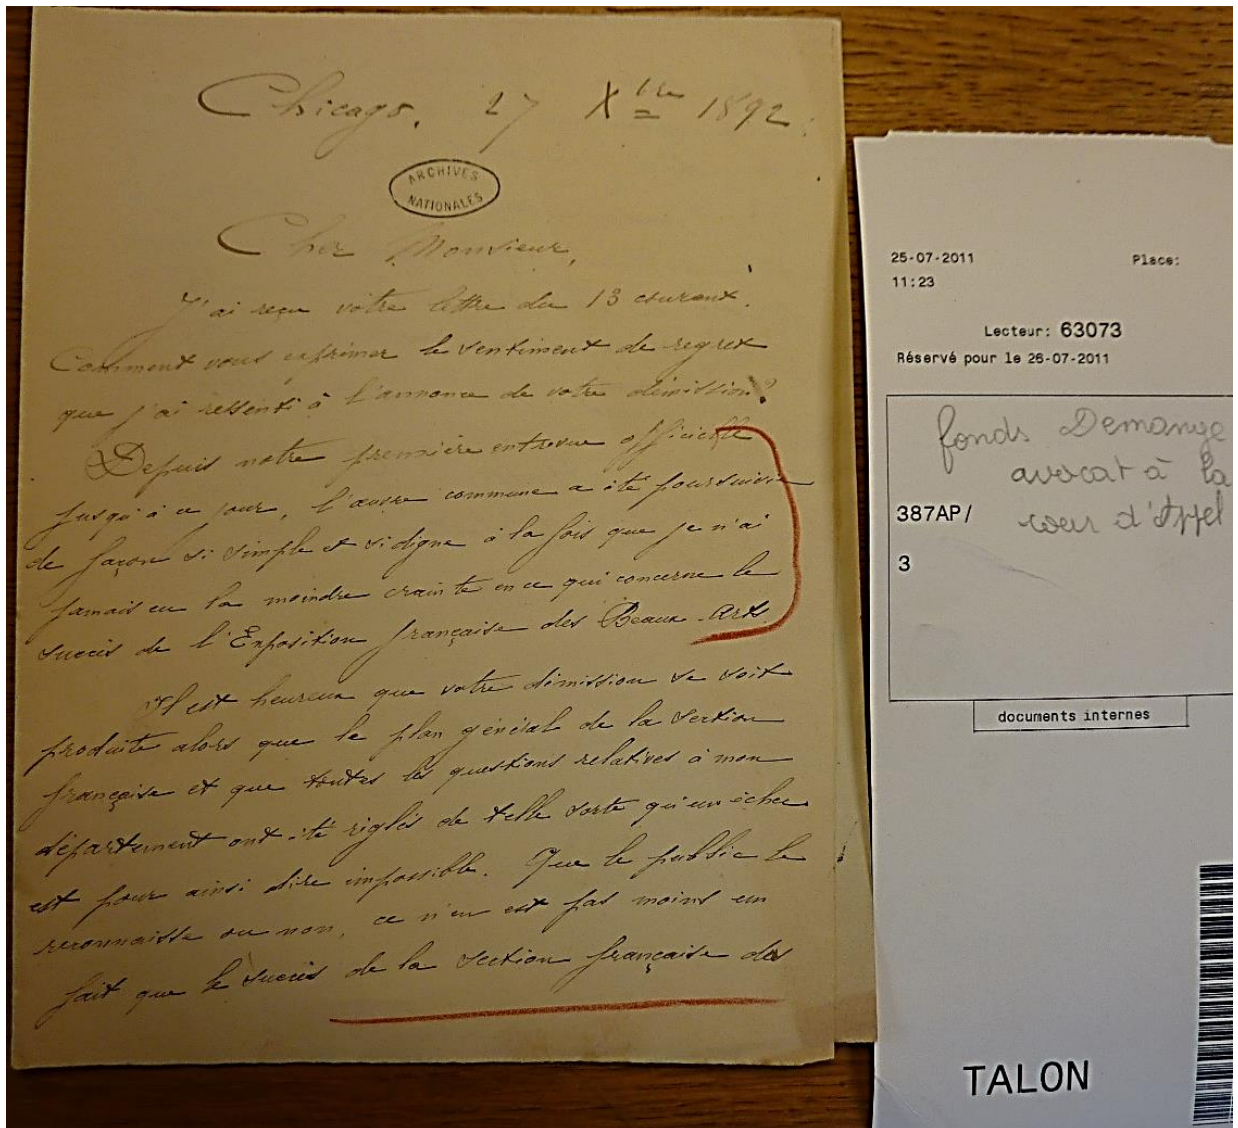 Chicago. 27 Xbre 1892.
ARCHIVES
NATIONALES
Cher Monsieur,
J'ai reçu votre lettre du 13 courant.
Comment vous exprimer le sentiment de regret
que j'ai ressenti à l'annonce de votre démission?
Depuis notre première entrevue officielle
jusqu'à ce jour, l'œuvre commune a été poursuivie
de façon si simple et si digne à la fois que je n'ai
jamais eu la moindre crainte en ce qui concerne le
succès de l'Exposition française des Beaux-Arts.
Il est heureux que votre démission se soit
produite alors que le plan général de la section
française et que toutes les questions relatives à mon
département ont été réglés de telle sorte qu'un échec
est pour ainsi dire impossible. Que le public le
reconnaisse ou non, ce n'en est pas moins un
fait que le succès de la section française des
25-07-2011 Place:
11:23
Lecteur: 63073
Réservé pour le 26-07-2011
fonds Demange
avocat à la
cour d'Appel
387AP/
3
documents internes
TALON